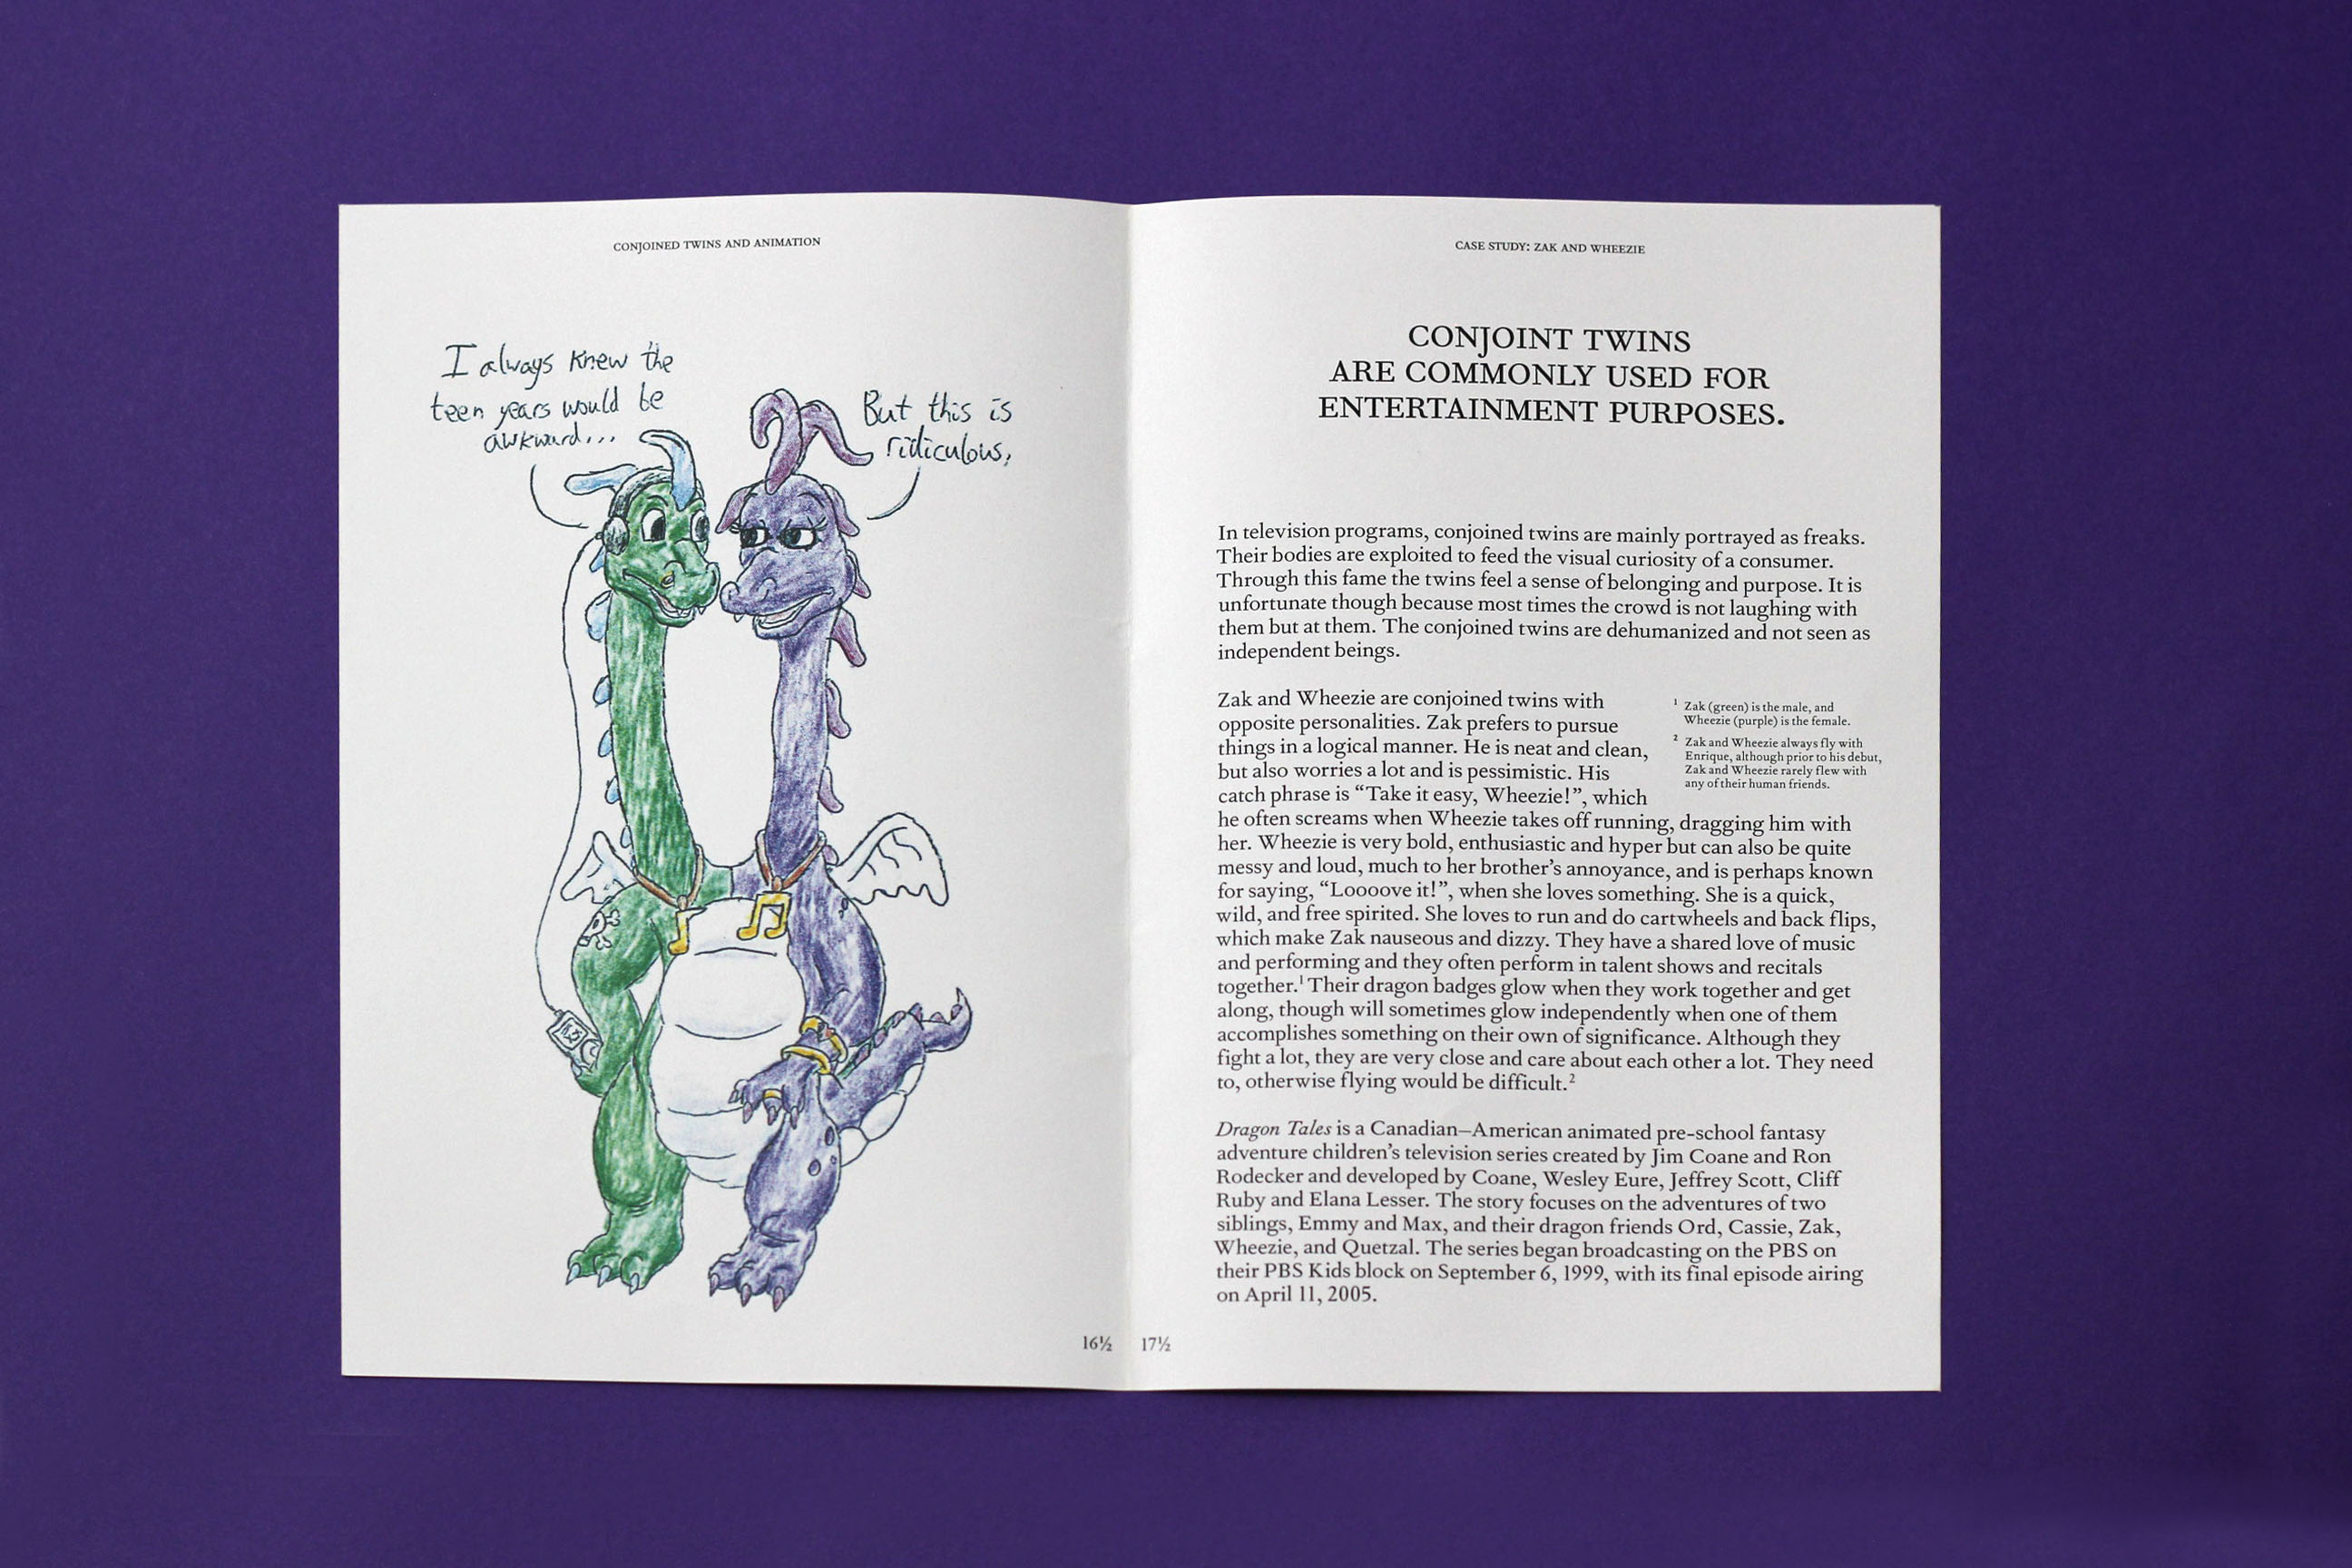 CONJOINED TWINS AND ANIMATION
I always knew the
teen years would be
awkward...
But this is
ridiculous,
16½
CASE STUDY: ZAK AND WHEEZIE
CONJOINT TWINS
ARE COMMONLY USED FOR
ENTERTAINMENT PURPOSES.
In television programs, conjoined twins are mainly portrayed as freaks.
Their bodies are exploited to feed the visual curiosity of a consumer.
Through this fame the twins feel a sense of belonging and purpose. It is
unfortunate though because most times the crowd is not laughing with
them but at them. The conjoined twins are dehumanized and not seen as
independent beings.
Zak and Wheezie are conjoined twins with
opposite personalities. Zak prefers to pursue
things in a logical manner. He is neat and clean,
but also worries a lot and is pessimistic. His
catch phrase is “Take it easy, Wheezie!”, which
he often screams when Wheezie takes off running, dragging him with
her. Wheezie is very bold, enthusiastic and hyper but can also be quite
messy and loud, much to her brother’s annoyance, and is perhaps known
for saying, “Loooove it!”, when she loves something. She is a quick,
wild, and free spirited. She loves to run and do cartwheels and back flips,
which make Zak nauseous and dizzy. They have a shared love of music
and performing and they often perform in talent shows and recitals
together.¹ Their dragon badges glow when they work together and get
along, though will sometimes glow independently when one of them
accomplishes something on their own of significance. Although they
fight a lot, they are very close and care about each other a lot. They need
to, otherwise flying would be difficult.²
¹ Zak (green) is the male, and
Wheezie (purple) is the female.
² Zak and Wheezie always fly with
Enrique, although prior to his debut,
Zak and Wheezie rarely flew with
any of their human friends.
Dragon Tales is a Canadian–American animated pre-school fantasy
adventure children’s television series created by Jim Coane and Ron
Rodecker and developed by Coane, Wesley Eure, Jeffrey Scott, Cliff
Ruby and Elana Lesser. The story focuses on the adventures of two
siblings, Emmy and Max, and their dragon friends Ord, Cassie, Zak,
Wheezie, and Quetzal. The series began broadcasting on the PBS on
their PBS Kids block on September 6, 1999, with its final episode airing
on April 11, 2005.
17½